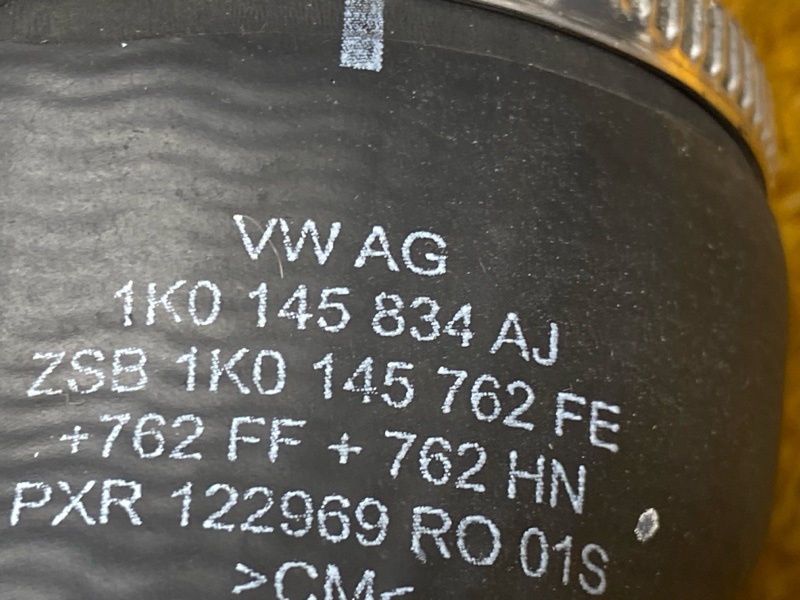 VW AG
1K0 145 834 AJ
ZSB 1K0 145 762 FE
+762 FF + 762 HN
PXR 122969 RO 01S
>CM<